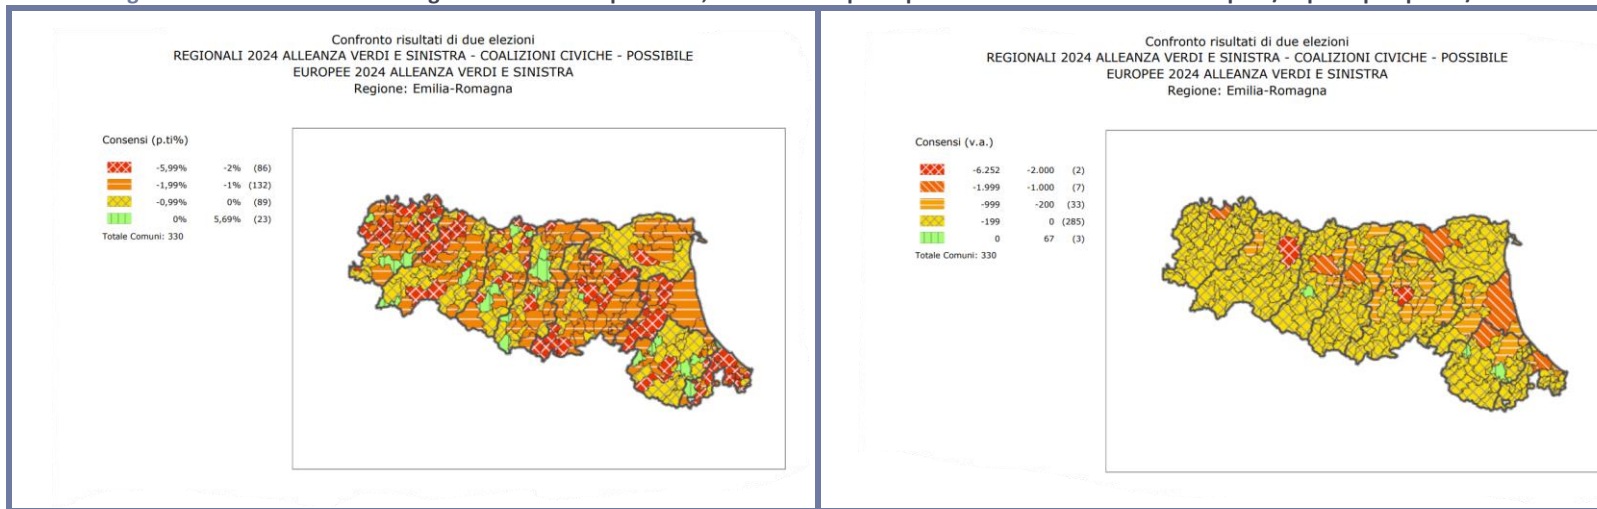 Confronto risultati di due elezioni
REGIONALI 2024 ALLEANZA VERDI E SINISTRA - COALIZIONI CIVICHE - POSSIBILE
EUROPEE 2024 ALLEANZA VERDI E SINISTRA
Regione: Emilia-Romagna
Consensi (p.ti%)
-5,99% -2% (86)
-1,99% -1% (132)
-0,99% 0% (89)
0% 5,69% (23)
Totale Comuni: 330
Confronto risultati di due elezioni
REGIONALI 2024 ALLEANZA VERDI E SINISTRA - COALIZIONI CIVICHE - POSSIBILE
EUROPEE 2024 ALLEANZA VERDI E SINISTRA
Regione: Emilia-Romagna
Consensi (v.a.)
-6.252 -2.000 (2)
-1.999 -1.000 (7)
-999 -200 (33)
-199 0 (285)
0 67 (3)
Totale Comuni: 330